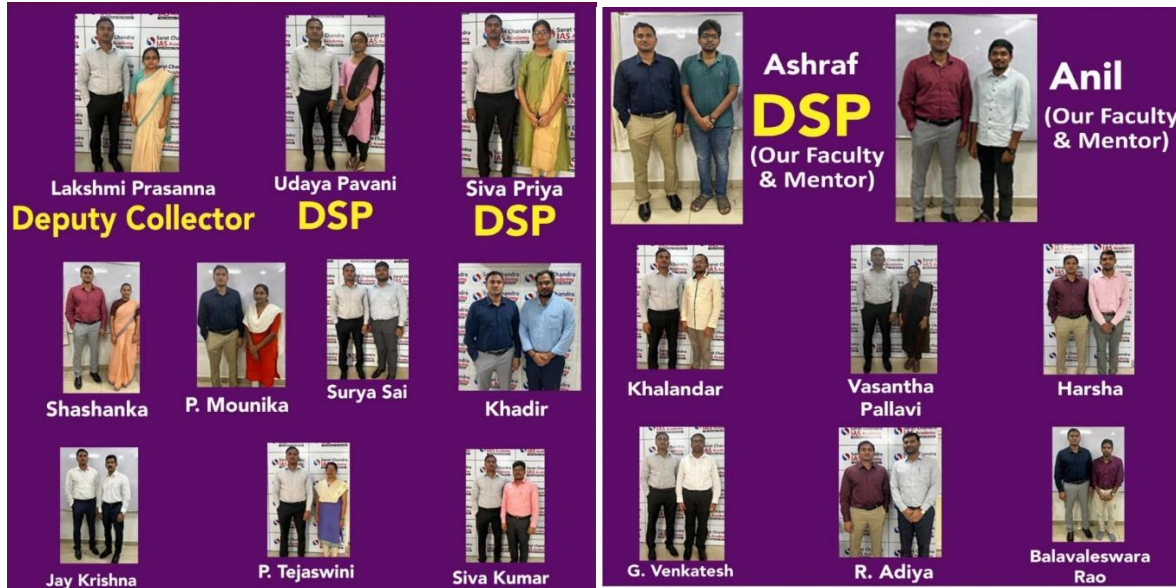 Lakshmi Prasanna
Deputy Collector
Udaya Pavani
DSP
Siva Priya
DSP
Shashanka
P. Mounika
Surya Sai
Khadir
Jay Krishna
P. Tejaswini
Siva Kumar
Ashraf
DSP
(Our Faculty
& Mentor)
Anil
(Our Faculty
& Mentor)
Khalandar
Vasantha
Pallavi
Harsha
G. Venkatesh
R. Adiya
Balavaleswara
Rao